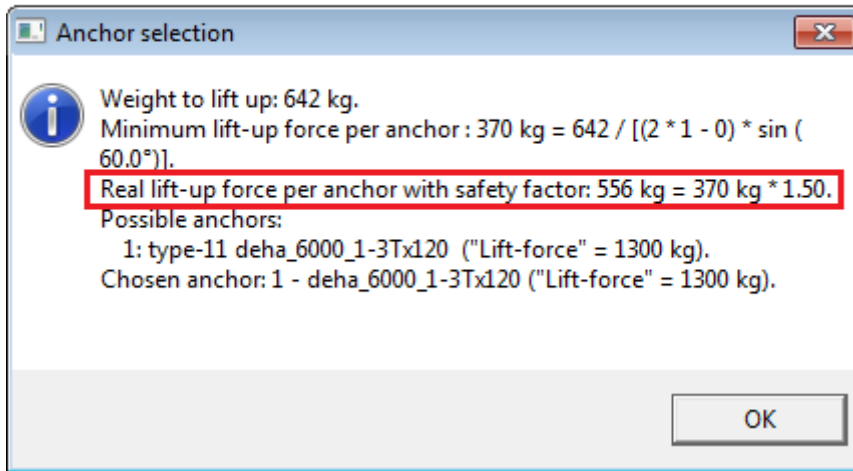 Anchor selection
Weight to lift up: 642 kg.
Minimum lift-up force per anchor : 370 kg = 642 / [(2 * 1 - 0) * sin (
60.0°)].
Real lift-up force per anchor with safety factor: 556 kg = 370 kg * 1.50.
Possible anchors:
1: type-11 deha_6000_1-3Tx120 ("Lift-force" = 1300 kg).
Chosen anchor: 1 - deha_6000_1-3Tx120 ("Lift-force" = 1300 kg).
OK